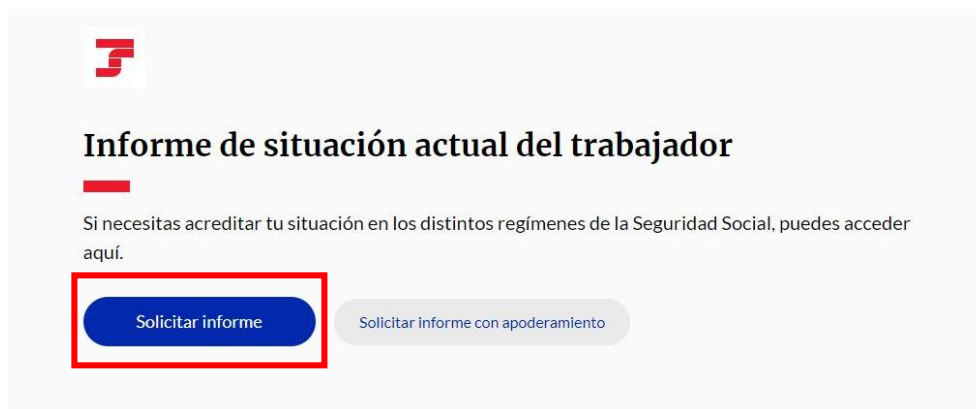 Informe de situación actual del trabajador
Si necesitas acreditar tu situación en los distintos regímenes de la Seguridad Social, puedes acceder
aquí.
Solicitar informe
Solicitar informe con apoderamiento